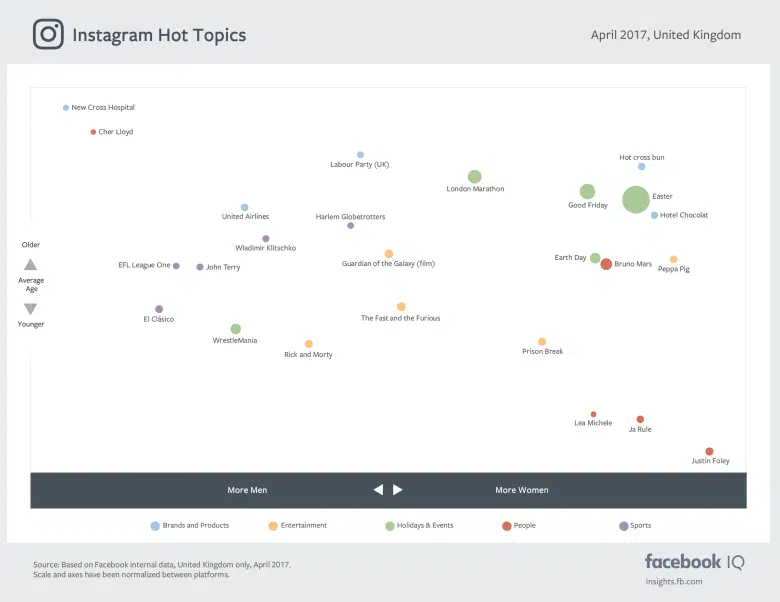 Instagram Hot Topics
April 2017, United Kingdom
New Cross Hospital
Cher Lloyd
Labour Party (UK)
Hot cross bun
London Marathon
Easter
Good Friday
Hotel Chocolat
United Airlines
Harlem Globetrotters
Wladimir Klitschko
Older
Guardian of the Galaxy (film)
Earth Day
Bruno Mars
Peppa Pig
EFL League One
John Terry
Average
Age
Younger
El Clásico
The Fast and the Furious
WrestleMania
Rick and Morty
Prison Break
Lea Michele
Ja Rule
Justin Foley
More Men
More Women
Brands and Products
Entertainment
Holidays & Events
People
Sports
Source: Based on Facebook internal data, United Kingdom only, April 2017.
Scale and axes have been normalized between platforms.
facebook IQ
insights.fb.com